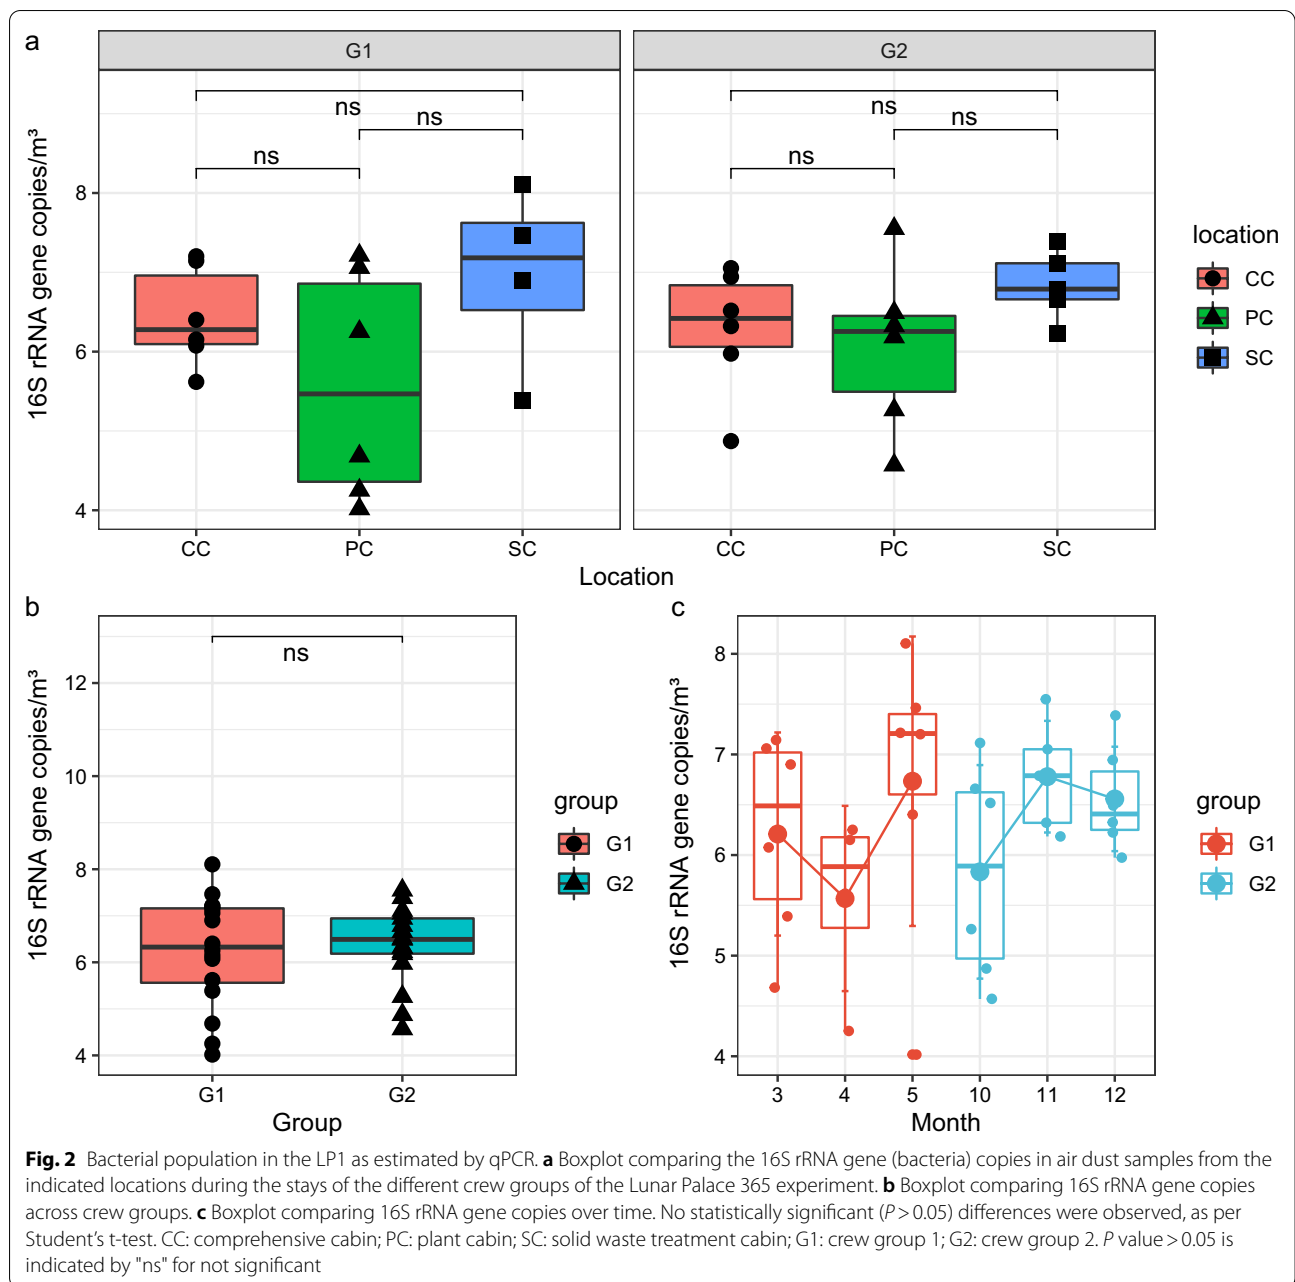 a
G1
G2
ns
ns
ns
ns
ns
ns
16S rRNA gene copies/m³
8
6
4
CC
PC
SC
CC
PC
SC
Location
location
CC
PC
SC
b
ns
16S rRNA gene copies/m³
12
10
8
6
4
G1
G2
Group
group
G1
G2
c
16S rRNA gene copies/m³
8
7
6
5
4
3
4
5
10
11
12
Month
group
G1
G2
Fig. 2 Bacterial population in the LP1 as estimated by qPCR. a Boxplot comparing the 16S rRNA gene (bacteria) copies in air dust samples from the
indicated locations during the stays of the different crew groups of the Lunar Palace 365 experiment. b Boxplot comparing 16S rRNA gene copies
across crew groups. c Boxplot comparing 16S rRNA gene copies over time. No statistically significant (P > 0.05) differences were observed, as per
Student's t-test. CC: comprehensive cabin; PC: plant cabin; SC: solid waste treatment cabin; G1: crew group 1; G2: crew group 2. P value > 0.05 is
indicated by "ns" for not significant